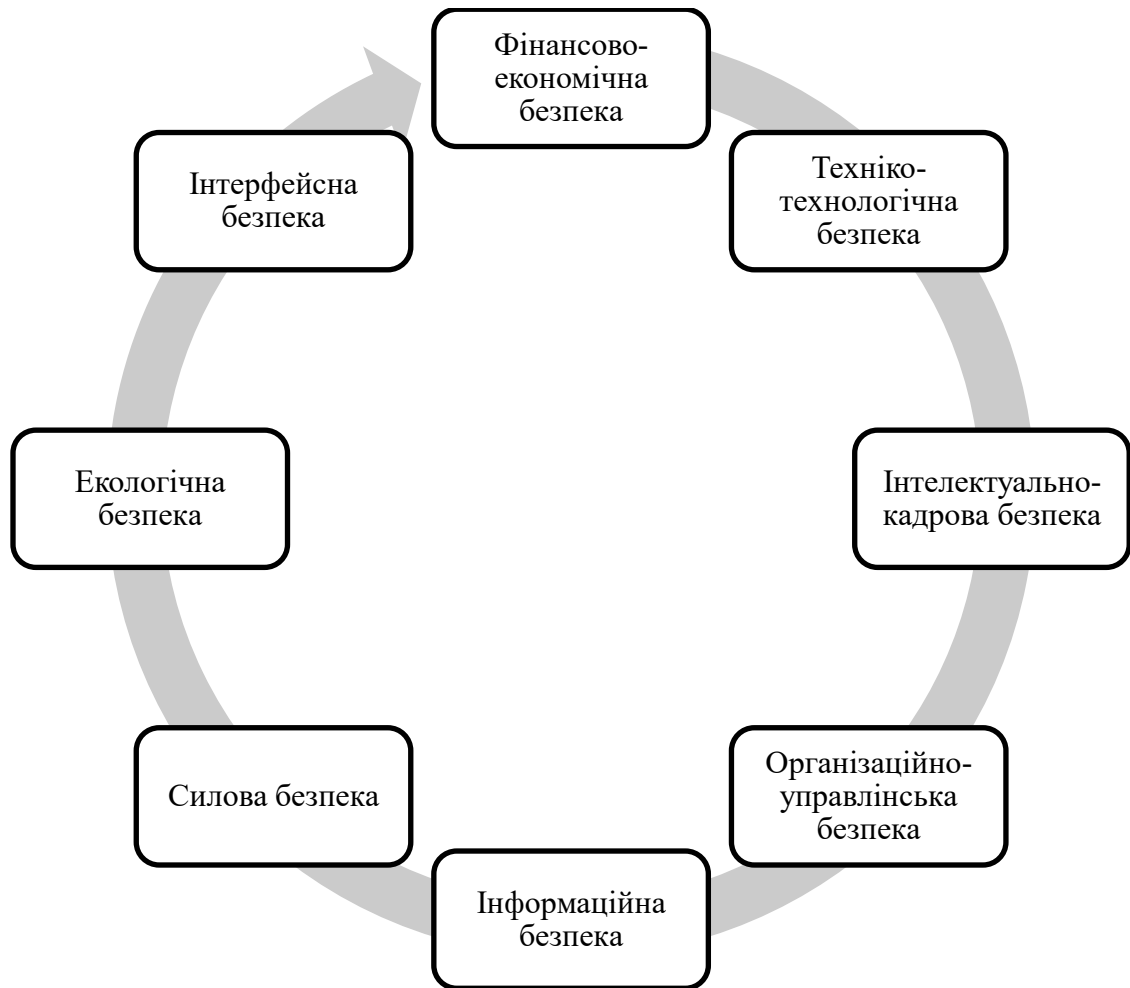 Фінансово-
економічна
безпека
Техніко-
технологічна
безпека
Інтелектуально-
кадрова безпека
Організаційно-
управлінська
безпека
Інформаційна
безпека
Силова безпека
Екологічна
безпека
Інтерфейсна
безпека